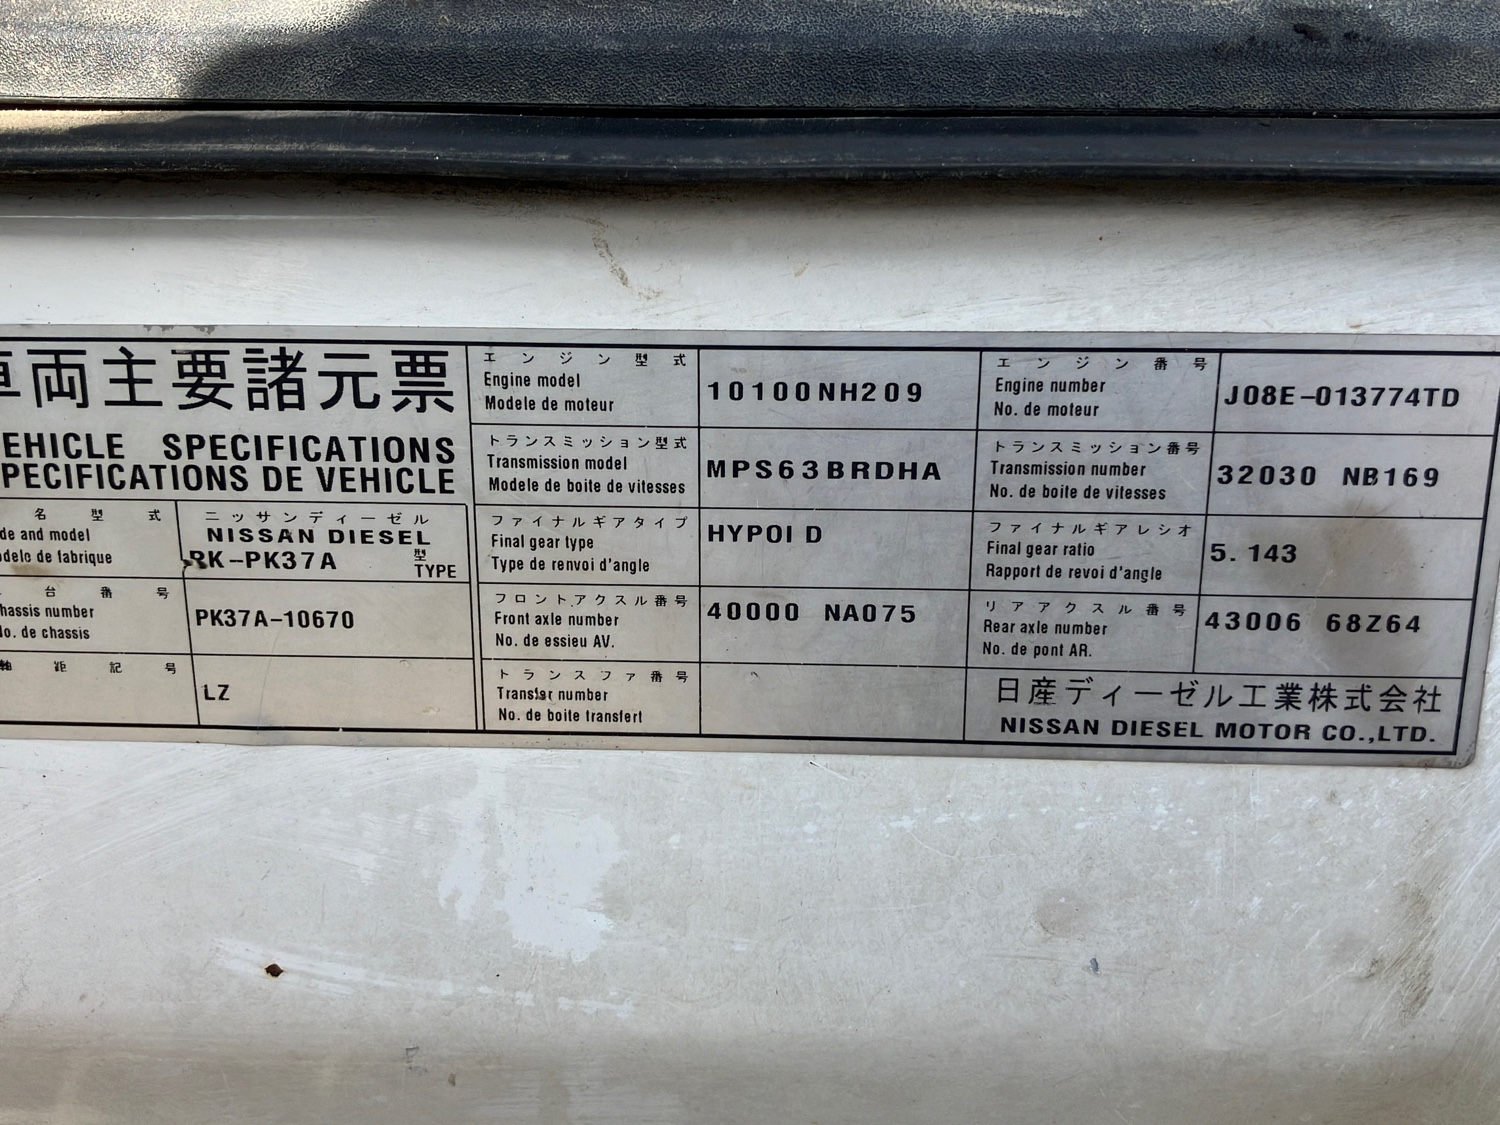 両主要諸元票
EHICLE SPECIFICATIONS
PECIFICATIONS DE VEHICLE
名型式
de and model
odele de fabrique
ニッサンディーゼル
NISSAN DIESEL
-PK37A
型
TYPE
台番号
hassis number
No. de chassis
PK37A-10670
距記号
LZ
エンジン型式
Engine model
Modele de moteur
10100NH209
エンジン番号
Engine number
No. de moteur
J08E-013774TD
トランスミッション型式
Transmission model
Modele de boite de vitesses
MPS63BRDHA
トランスミッション番号
Transmission number
No. de boite de vitesses
32030 NB169
ファイナルギアタイプ
Final gear type
Type de renvoi d'angle
HYPOI D
ファイナルギアレシオ
Final gear ratio
Rapport de revoi d'angle
5.143
フロントアクスル番号
Front axle number
No. de essieu AV.
40000 NA075
リアアクスル番号
Rear axle number
No. de pont AR.
43006 68Z64
トランスファ番号
Transfer number
No. de boite transfert
日産ディーゼル工業株式会社
NISSAN DIESEL MOTOR CO.,LTD.